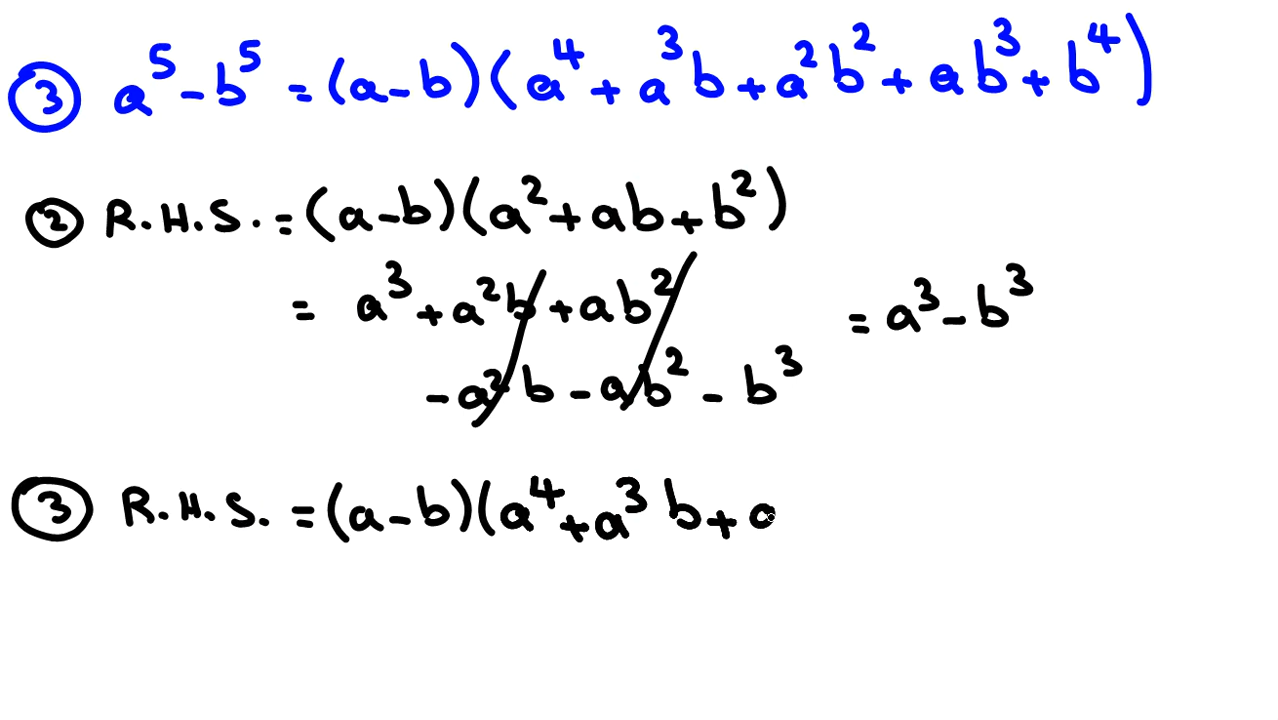 ③ a⁵ - b⁵ = (a - b)(a⁴ + a³b + a²b² + ab³ + b⁴)
② R.H.S. = (a - b)(a² + ab + b²)
= a³ + a²b + ab² = a³ - b³
- a²b - ab² - b³
③ R.H.S. = (a - b)(a⁴ + a³b + a